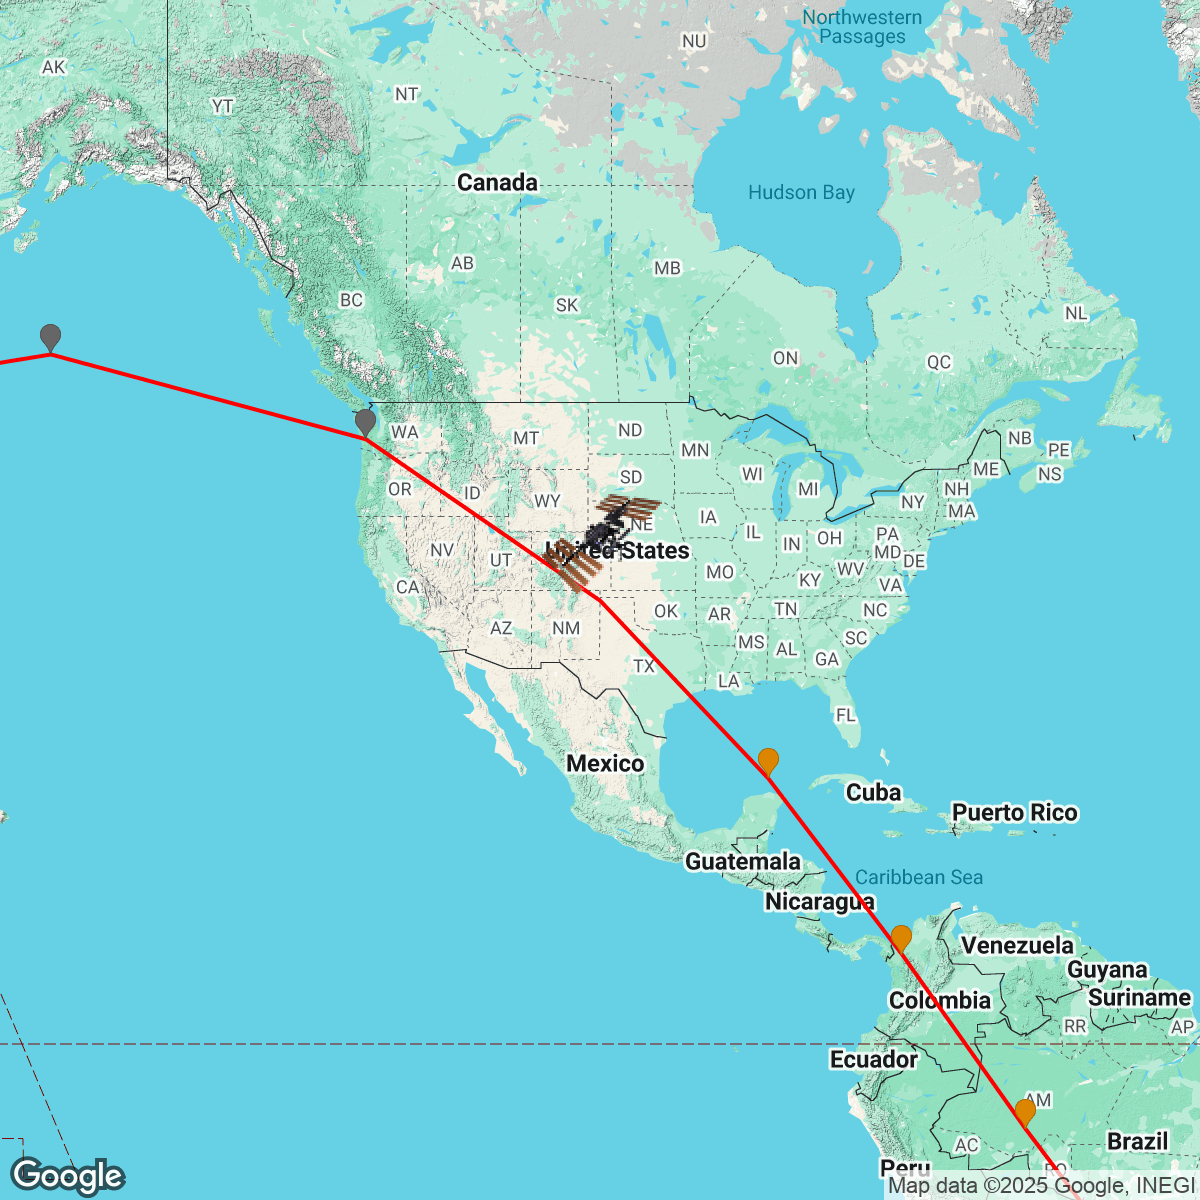 Northwestern
Passages
NU
AK
NT
YT
Canada
Hudson Bay
AB
MB
BC
SK
NL
ON
QC
WA
MT
ND
MN
NB
PE
ME
NS
OR
ID
WY
SD
WI
MI
NY
NH
MA
NE
IA
IL
IN
OH
PA
MD
DE
NV
UT
United States
MO
KY
WV
VA
CA
AZ
NM
OK
AR
TN
NC
SC
MS
AL
GA
TX
LA
FL
Mexico
Cuba
Puerto Rico
Guatemala
Caribbean Sea
Nicaragua
Venezuela
Guyana
Suriname
Colombia
RR
AP
Ecuador
AM
AC
Brazil
Peru
RO
Google
Map data ©2025 Google, INEGI